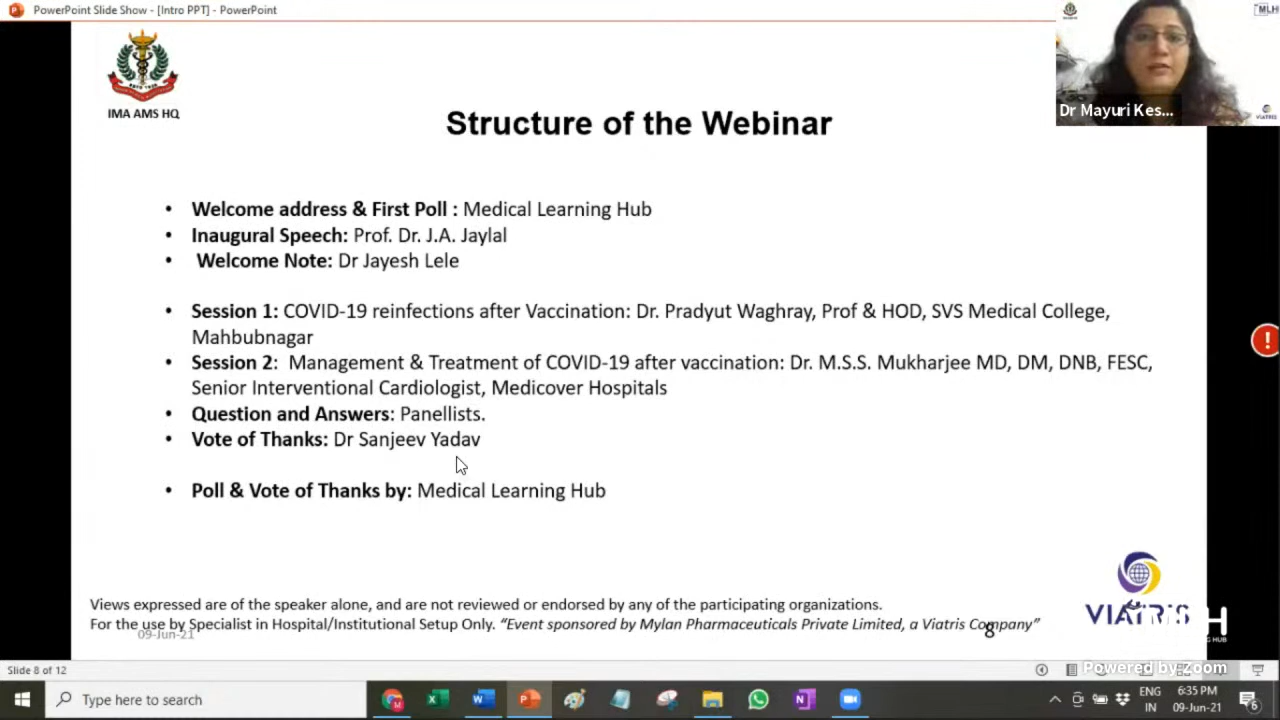 PowerPoint Slide Show - [Intro PPT] - PowerPoint
MLH
Dr Mayuri Kes...
VIATRIS
IMA AMS HQ
Structure of the Webinar
• Welcome address & First Poll : Medical Learning Hub
• Inaugural Speech: Prof. Dr. J.A. Jaylal
• Welcome Note: Dr Jayesh Lele
• Session 1: COVID-19 reinfections after Vaccination: Dr. Pradyut Waghray, Prof & HOD, SVS Medical College,
Mahbubnagar
• Session 2: Management & Treatment of COVID-19 after vaccination: Dr. M.S.S. Mukharjee MD, DM, DNB, FESC,
Senior Interventional Cardiologist, Medicover Hospitals
• Question and Answers: Panellists.
• Vote of Thanks: Dr Sanjeev Yadav
• Poll & Vote of Thanks by: Medical Learning Hub
Views expressed are of the speaker alone, and are not reviewed or endorsed by any of the participating organizations.
For the use by Specialist in Hospital/Institutional Setup Only. “Event sponsored by Mylan Pharmaceuticals Private Limited, a Viatris Company”
09-Jun-21
8
VIATRIS
Slide 8 of 12
Powered by Zoom
Type here to search
ENG
IN
6:35 PM
09-Jun-21
6